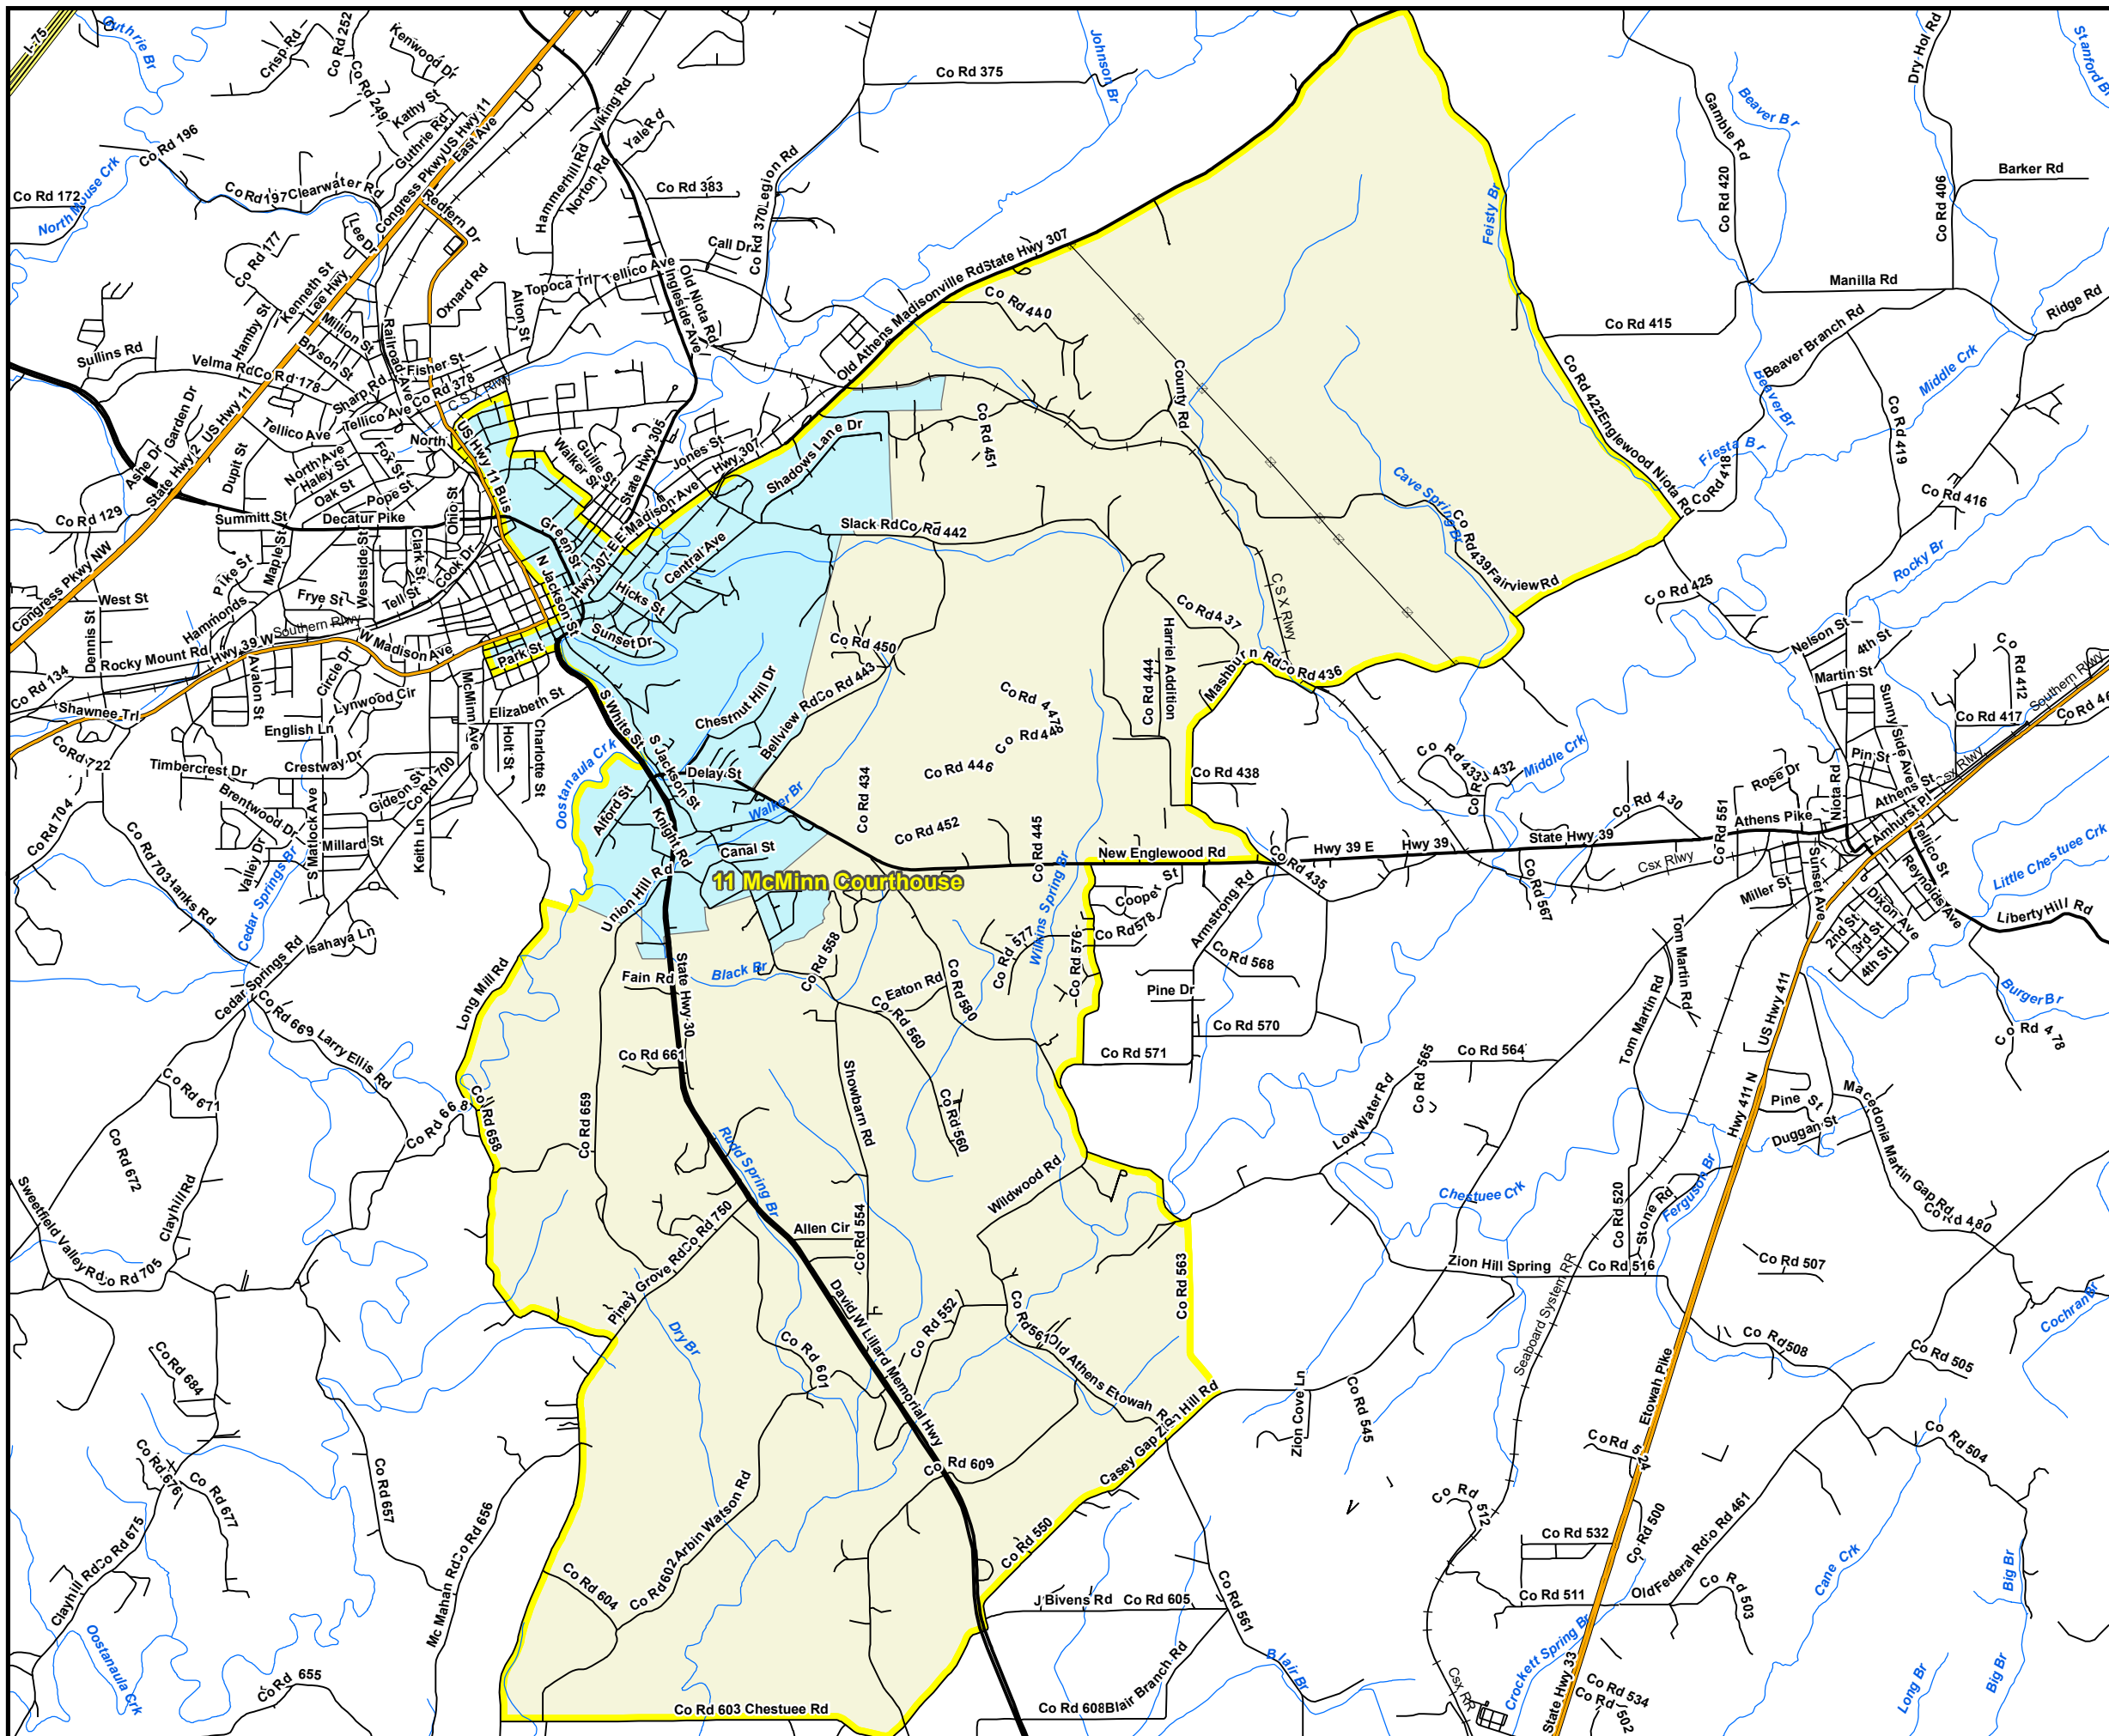 I-75
Guthrie Br
Crisp Rd
Co Rd 252
Kenwood Dr
Co Rd 249
Kathy St
Guthrie Rd
Congress Pkwy US Hwy 11
East Ave
Viking Rd
Yale Rd
Hammerhill Rd
Norton Rd
Co Rd 383
Co Rd 375
Johnson Br
Co Rd 370 Legion Rd
Call Dr
Co Rd 196
Co Rd 172
North Mouse Crk
Co Rd 197 Clearwater Rd
Redfern Dr
Lee Dr
Co Rd 177
Kenneth St
Lee Hwy
Hamby St
Million St
Bryson St
Railroad Ave
Oxnard Rd
Alton St
Topoca Trl
Tellico Ave
Old Niota Rd
Ingleside Ave
Old Athens Madisonville Rd State Hwy 307
Co Rd 440
Sullins Rd
Velma Rd Co Rd 178
Sharp Rd
Fisher St
Tellico Ave Co Rd 378
C S X Rlwy
Garden Dr
Ashe Dr
State Hwy 2
US Hwy 11
Tellico Ave
Dupit St
North Ave
Haley St
Oak St
Fox St
Pope St
North
US Hwy 11 Bus
Walker St
Guille St
State Hwy 305
Jones St
Hwy 307
Shadows Lane Dr
E Madison Ave
Hwy 307 E
Co Rd 129
Summitt St
Decatur Pike
Ohio St
Green St
Maple St
Pike St
Westside St
Clark St
Cook Dr
Tell St
N Jackson St
Hicks St
Central Ave
Sunset Dr
Slack Rd Co Rd 442
Co Rd 451
County Rd
C S X Rlwy
Cave Spring Br
Co Rd 439 Fairview Rd
Feisty Br
Co Rd 422 Englewood Niota Rd
Co Rd 415
Gamble Rd
Co Rd 420
Beaver Br
Dry Hol Rd
Stanford Br
Barker Rd
Co Rd 406
Manilla Rd
Ridge Rd
Beaver Branch Rd
Middle Crk
Beaver Br
Fiesta Br
Co Rd 418
Co Rd 419
Co Rd 416
Rocky Br
Co Rd 425
Congress Pkwy NW
West St
Dennis St
Frye St
Hammonds
Southern Rlwy
Hwy 39 W
W Madison Ave
Rocky Mount Rd
Co Rd 134
Shawnee Trl
Avalon St
Circle Dr
Lynwood Cir
English Ln
Park St
McMinn Ave
Elizabeth St
Holt St
Charlotte St
Co Rd 722
Timbercrest Dr
Crestway Dr
Gideon St
Co Rd 700
Brentwood Dr
S Matlock Ave
Millard St
Keith Ln
Valley Dr
Co Rd 704
Co Rd 703
Cedar Springs Br
Cedar Springs Rd
Isahaya Ln
Oostanaula Crk
S White St
S Jackson St
Chestnut Hill Dr
Bellview Rd Co Rd 443
Co Rd 450
Delay St
Walker Br
Alford St
Knight Rd
Canal St
Union Hill Rd
11 McMinn Courthouse
Co Rd 434
Co Rd 452
Co Rd 446
Co Rd 448
Co Rd 447
Co Rd 445
Co Rd 437
Co Rd 444
Harriel Addition
Mashburn Rd Co Rd 436
Co Rd 438
New Englewood Rd
Hwy 39 E
Hwy 39
State Hwy 39
Co Rd 435
Co Rd 433
Co Rd 432
Middle Crk
Co Rd 430
Co Rd 551
Athens Pike
Rose Dr
Csx Rlwy
Co Rd 567
Miller St
Sunset Ave
Niota Rd
Nelson St
4th St
Martin St
Sunny Side Ave
Pin St
Athens St
Amhurst Pl
Csx Rlwy
Southern Rlwy
Co Rd 412
Co Rd 417
Tellico St
Reynolds Ave
Dixon Ave
2nd St
3rd St
4th St
Little Chestuee Crk
Liberty Hill Rd
Burger Br
Co Rd 478
Cooper St
Co Rd 578
Armstrong Rd
Wilkins Spring Br
Co Rd 576
Co Rd 577
Co Rd 568
Pine Dr
Co Rd 570
Co Rd 571
Tom Martin Rd
Tom Martin Rd
US Hwy 411
Hwy 411 N
Long Mill Rd
Fain Rd
State Hwy 30
Black Br
Co Rd 558
Eaton Rd
Co Rd 580
Co Rd 560
Co Rd 560
Co Rd 661
Co Rd 659
Showbarn Rd
Co Rd 669
Larry Ellis Rd
Co Rd 668
Co Rd 658
Co Rd 671
Co Rd 672
Clayhill Rd
Sweetfield Valley Rd
Co Rd 705
Rudd Spring Br
Allen Cir
Co Rd 554
Piney Grove Rd Co Rd 750
Dry Br
Wildwood Rd
Co Rd 563
Co Rd 565
Co Rd 564
Low Water Rd
Chestuee Crk
Co Rd 520
Stone Rd
Ferguson Br
Pine St
Duggan St
Macedonia Martin Gap Rd
Co Rd 480
Zion Hill Spring
Co Rd 516
Co Rd 507
Seaboard System RR
Cochran Br
Co Rd 508
Co Rd 505
David W Lillard Memorial Hwy
Co Rd 552
Co Rd 561 Old Athens Etowah Rd
Co Rd 601
Casey Gap Zion Hill Rd
Co Rd 609
Zion Cove Ln
Co Rd 545
Etowah Pike
Co Rd 524
Co Rd 504
Co Rd 684
Co Rd 676
Co Rd 677
Clayhill Rd Co Rd 675
Co Rd 657
Mc Mahan Rd Co Rd 656
Co Rd 604
Co Rd 602 Arbin Watson Rd
Co Rd 550
J Bivens Rd
Co Rd 605
Co Rd 561
Blair Br
Co Rd 608 Blair Branch Rd
Co Rd 603 Chestuee Rd
Co Rd 655
Oostanaula Crk
Co Rd 512
Co Rd 532
Co Rd 500
Co Rd 511
Old Federal Rd Co Rd 461
Co Rd 503
Cane Crk
Big Br
Crockett Spring Br
Csx RR
State Hwy 33
Co Rd 534
Co Rd 502
Long Br
Big Br